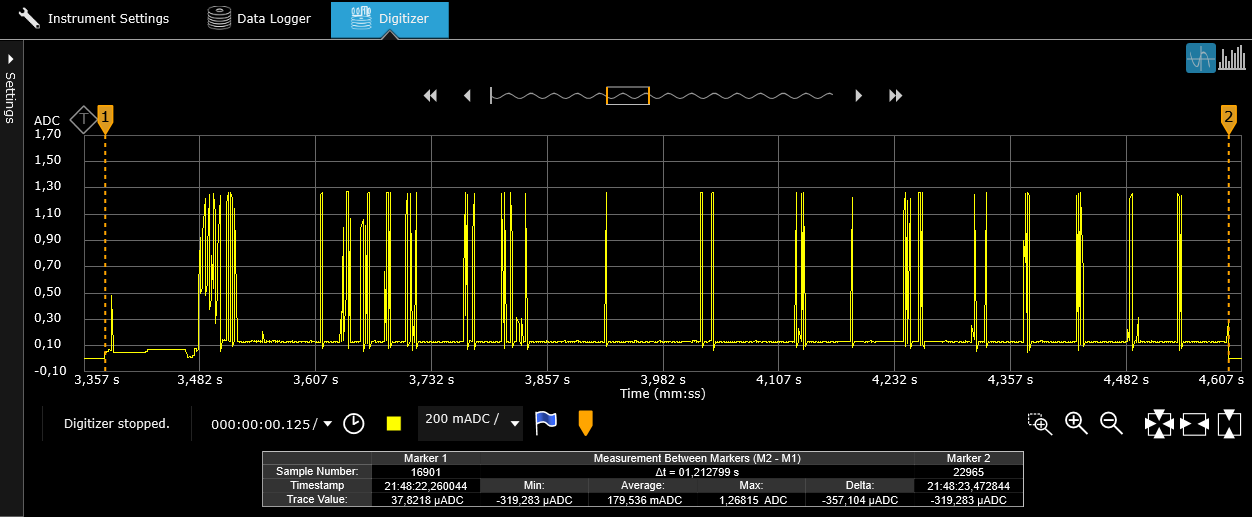 Instrument Settings Data Logger Digitizer
Settings
T 1 2
ADC
1,70
1,50
1,30
1,10
0,90
0,70
0,50
0,30
0,10
-0,10
3,357 s 3,482 s 3,607 s 3,732 s 3,857 s 3,982 s 4,107 s 4,232 s 4,357 s 4,482 s 4,607 s
Time (mm:ss)
Digitizer stopped. 000:00:00.125/ 200 mADC /
Marker 1 Measurement Between Markers (M2 - M1) Marker 2
Sample Number: 16901 Δt = 01,212799 s 22965
Timestamp 21:48:22,260044 Min: Average: Max: Delta: 21:48:23,472844
Trace Value: 37,8218 µADC -319,283 µADC 179,536 mADC 1,26815 ADC -357,104 µADC -319,283 µADC